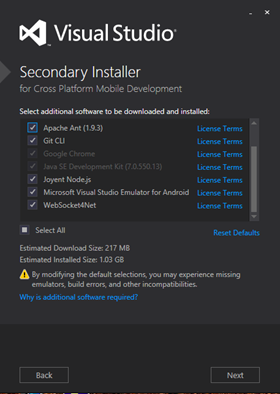 Visual Studio
Secondary Installer
for Cross Platform Mobile Development
Select additional software to be downloaded and installed:
Apache Ant (1.9.3) License Terms
Git CLI License Terms
Google Chrome License Terms
Java SE Development Kit (7.0.550.13) License Terms
Joyent Node.js License Terms
Microsoft Visual Studio Emulator for Android License Terms
WebSocket4Net License Terms
Select All Reset Defaults
Estimated Download Size: 217 MB
Estimated Installed Size: 1.03 GB
By modifying the default selections, you may experience missing
emulators, build errors, and other incompatibilities.
Why is additional software required?
Back Next